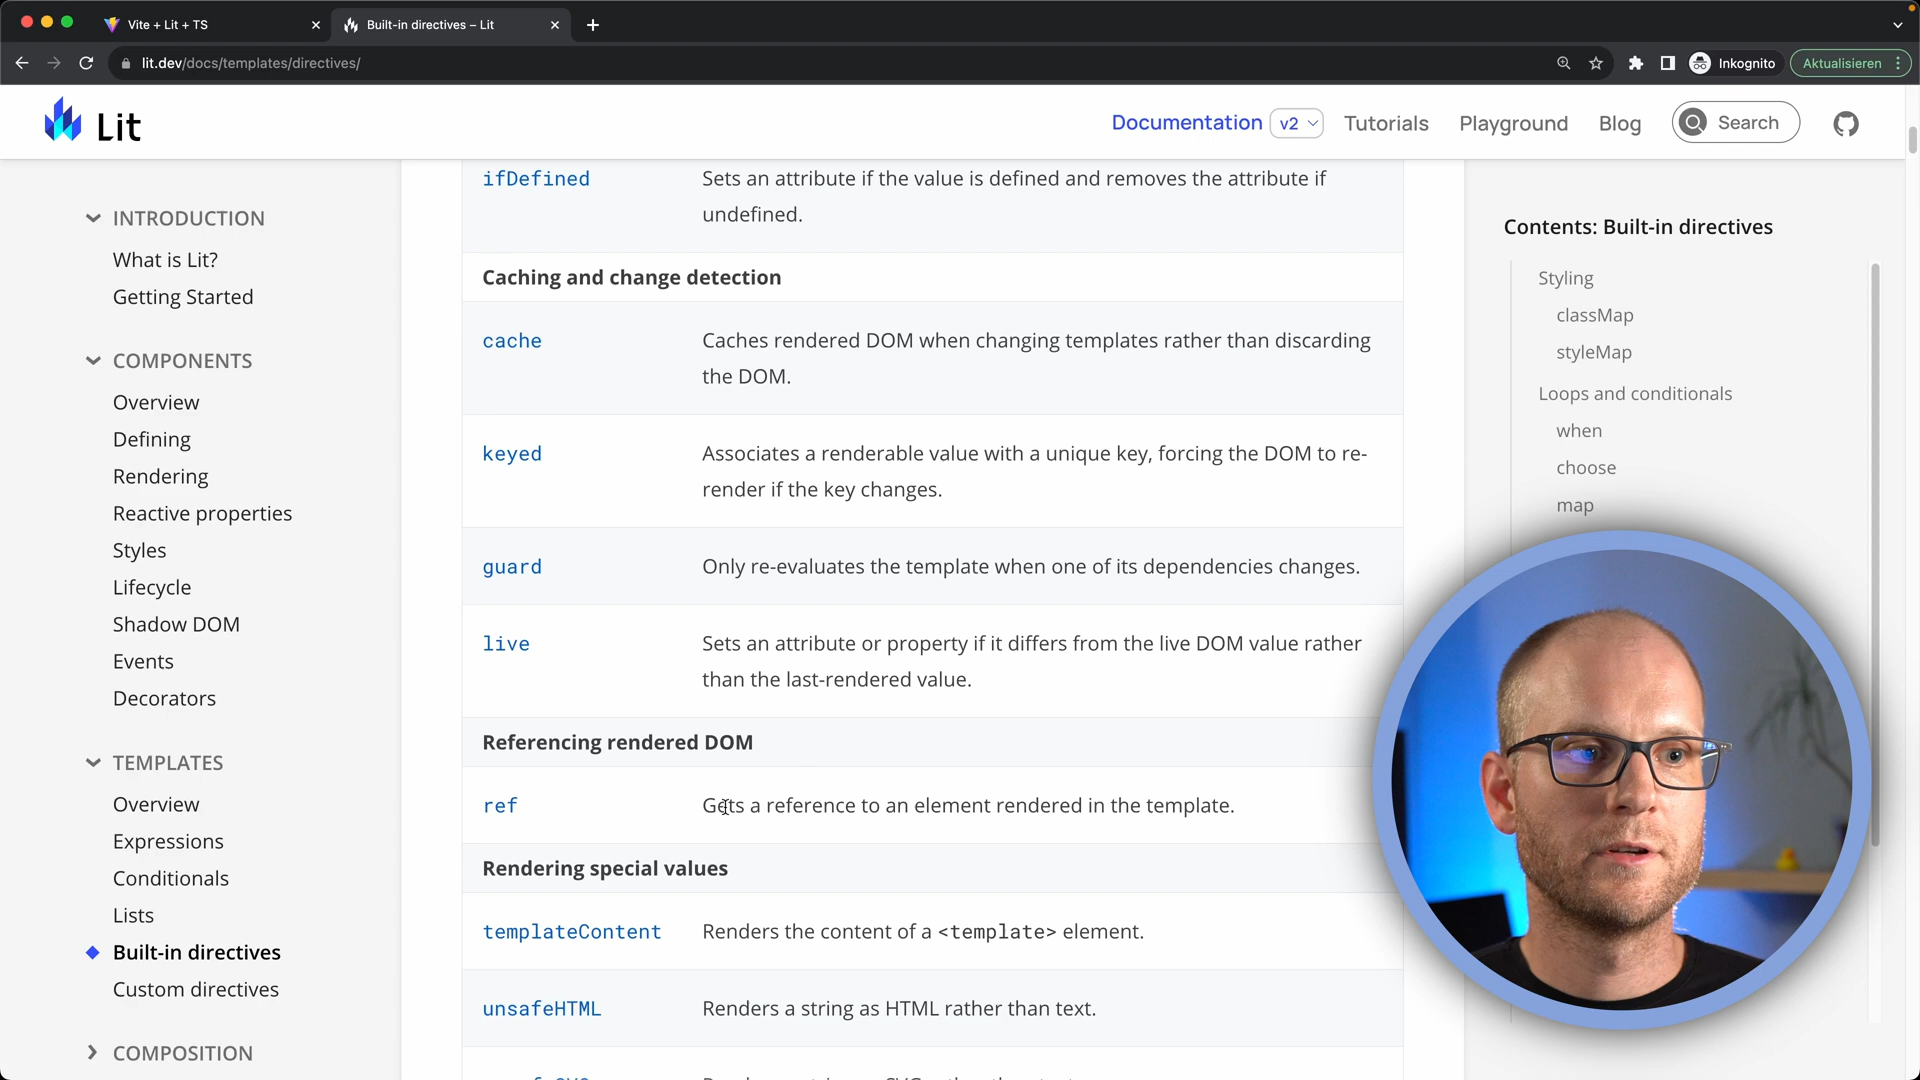 Vite + Lit + TS
Built-in directives – Lit
lit.dev/docs/templates/directives/
Inkognito
Aktualisieren
Lit
Documentation
v2
Tutorials
Playground
Blog
Search
INTRODUCTION
What is Lit?
Getting Started
COMPONENTS
Overview
Defining
Rendering
Reactive properties
Styles
Lifecycle
Shadow DOM
Events
Decorators
TEMPLATES
Overview
Expressions
Conditionals
Lists
Built-in directives
Custom directives
COMPOSITION
ifDefined
Sets an attribute if the value is defined and removes the attribute if
undefined.
Caching and change detection
cache
Caches rendered DOM when changing templates rather than discarding
the DOM.
keyed
Associates a renderable value with a unique key, forcing the DOM to re-
render if the key changes.
guard
Only re-evaluates the template when one of its dependencies changes.
live
Sets an attribute or property if it differs from the live DOM value rather
than the last-rendered value.
Referencing rendered DOM
ref
Gets a reference to an element rendered in the template.
Rendering special values
templateContent
Renders the content of a <template> element.
unsafeHTML
Renders a string as HTML rather than text.
Contents: Built-in directives
Styling
classMap
styleMap
Loops and conditionals
when
choose
map